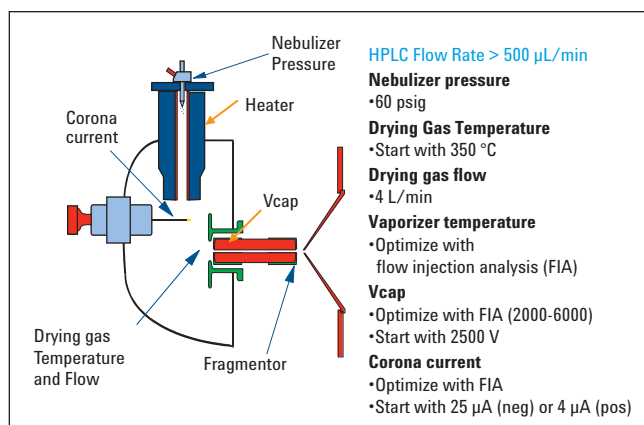 Nebulizer
Pressure
Heater
Corona
current
Vcap
Drying gas
Temperature
and Flow
Fragmentor
HPLC Flow Rate > 500 µL/min
Nebulizer pressure
•60 psig
Drying Gas Temperature
•Start with 350 °C
Drying gas flow
•4 L/min
Vaporizer temperature
•Optimize with
flow injection analysis (FIA)
Vcap
•Optimize with FIA (2000-6000)
•Start with 2500 V
Corona current
•Optimize with FIA
•Start with 25 µA (neg) or 4 µA (pos)